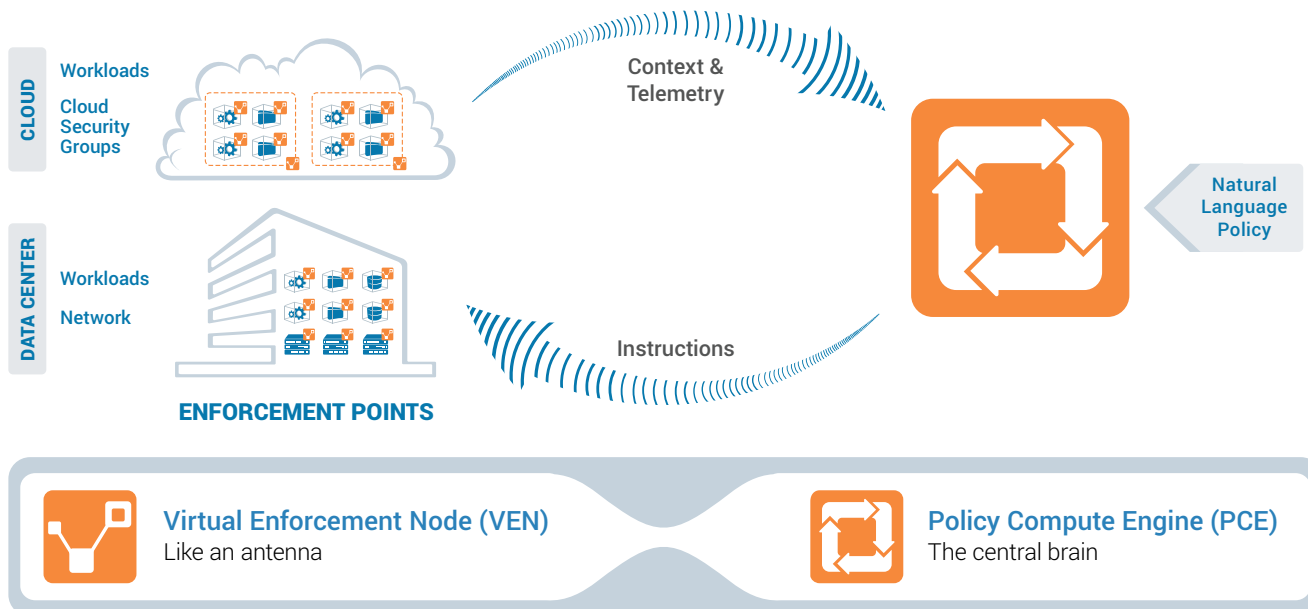 CLOUD
Workloads
Cloud
Security
Groups
Context &
Telemetry
Natural
Language
Policy
DATA CENTER
Workloads
Network
Instructions
ENFORCEMENT POINTS
Virtual Enforcement Node (VEN)
Like an antenna
Policy Compute Engine (PCE)
The central brain